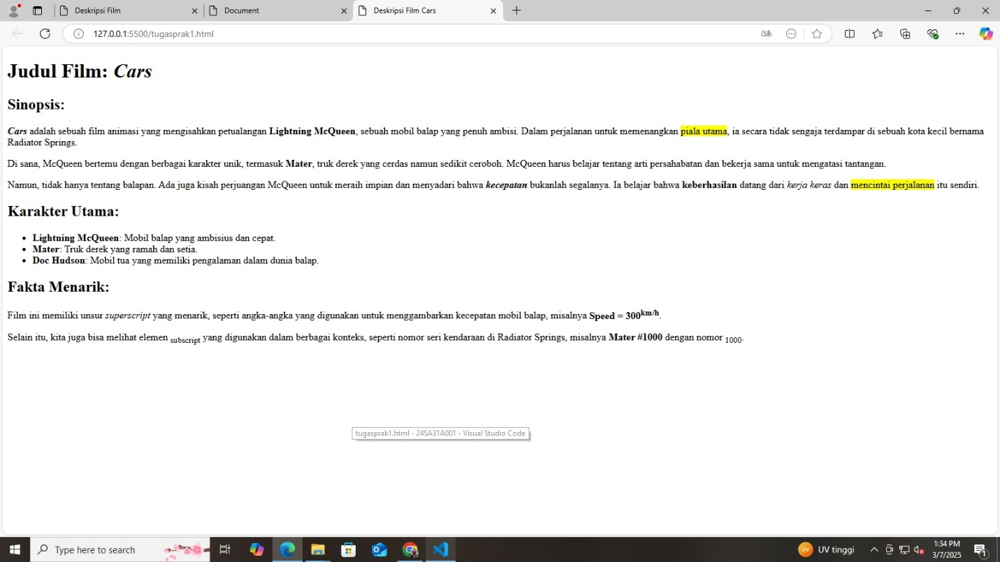 Deskripsi Film
Document
Deskripsi Film Cars
127.0.0.1:5500/tugasprak1.html
Judul Film: Cars
Sinopsis:
Cars adalah sebuah film animasi yang mengisahkan petualangan Lightning McQueen, sebuah mobil balap yang penuh ambisi. Dalam perjalanan untuk memenangkan piala utama, ia secara tidak sengaja terdampar di sebuah kota kecil bernama
Radiator Springs.
Di sana, McQueen bertemu dengan berbagai karakter unik, termasuk Mater, truk derek yang cerdas namun sedikit ceroboh. McQueen harus belajar tentang arti persahabatan dan bekerja sama untuk mengatasi tantangan.
Namun, tidak hanya tentang balapan. Ada juga kisah perjuangan McQueen untuk meraih impian dan menyadari bahwa kecepatan bukanlah segalanya. Ia belajar bahwa keberhasilan datang dari kerja keras dan mencintai perjalanan itu sendiri.
Karakter Utama:
• Lightning McQueen: Mobil balap yang ambisius dan cepat.
• Mater: Truk derek yang ramah dan setia.
• Doc Hudson: Mobil tua yang memiliki pengalaman dalam dunia balap.
Fakta Menarik:
Film ini memiliki unsur superscript yang menarik, seperti angka-angka yang digunakan untuk menggambarkan kecepatan mobil balap, misalnya Speed = 300km/h.
Selain itu, kita juga bisa melihat elemen subscript yang digunakan dalam berbagai konteks, seperti nomor seri kendaraan di Radiator Springs, misalnya Mater #1000 dengan nomor 1000.
tugasprak1.html - 24SA31A001 - Visual Studio Code
Type here to search
UV
UV tinggi
1:34 PM
3/7/2025
1